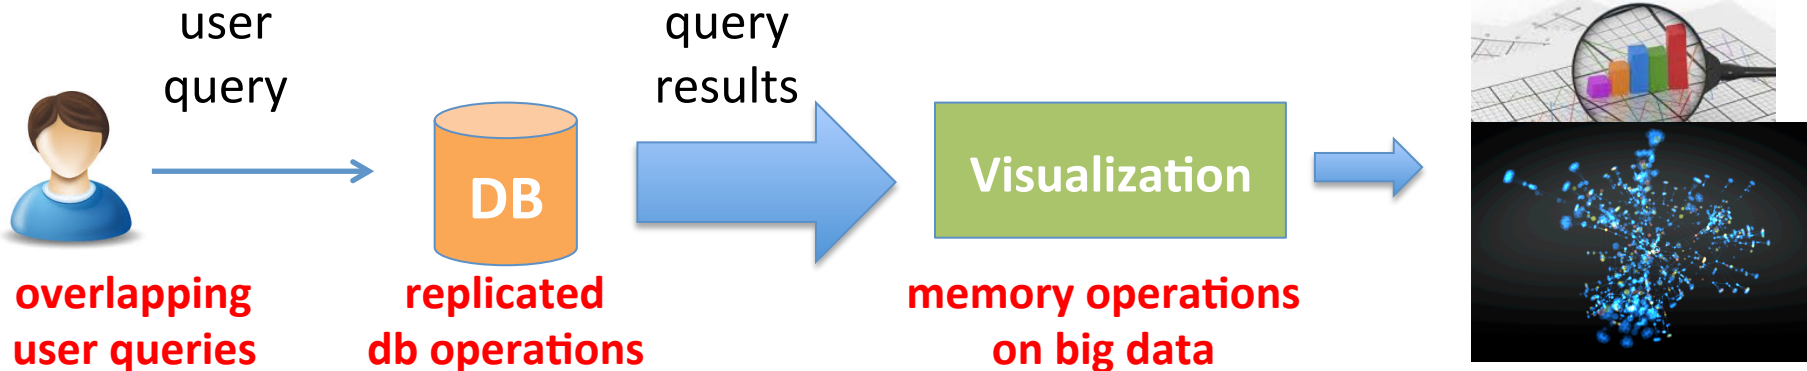 user
query
query
results
DB
Visualization
overlapping
user queries
replicated
db operations
memory operations
on big data